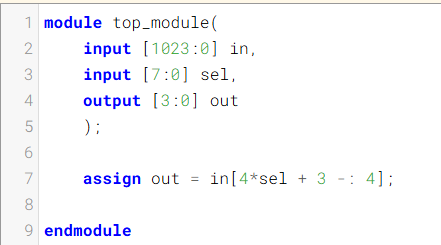 1 module top_module(
2     input [1023:0] in,
3     input [7:0] sel,
4     output [3:0] out
5     );
6
7     assign out = in[4*sel + 3 -: 4];
8
9 endmodule